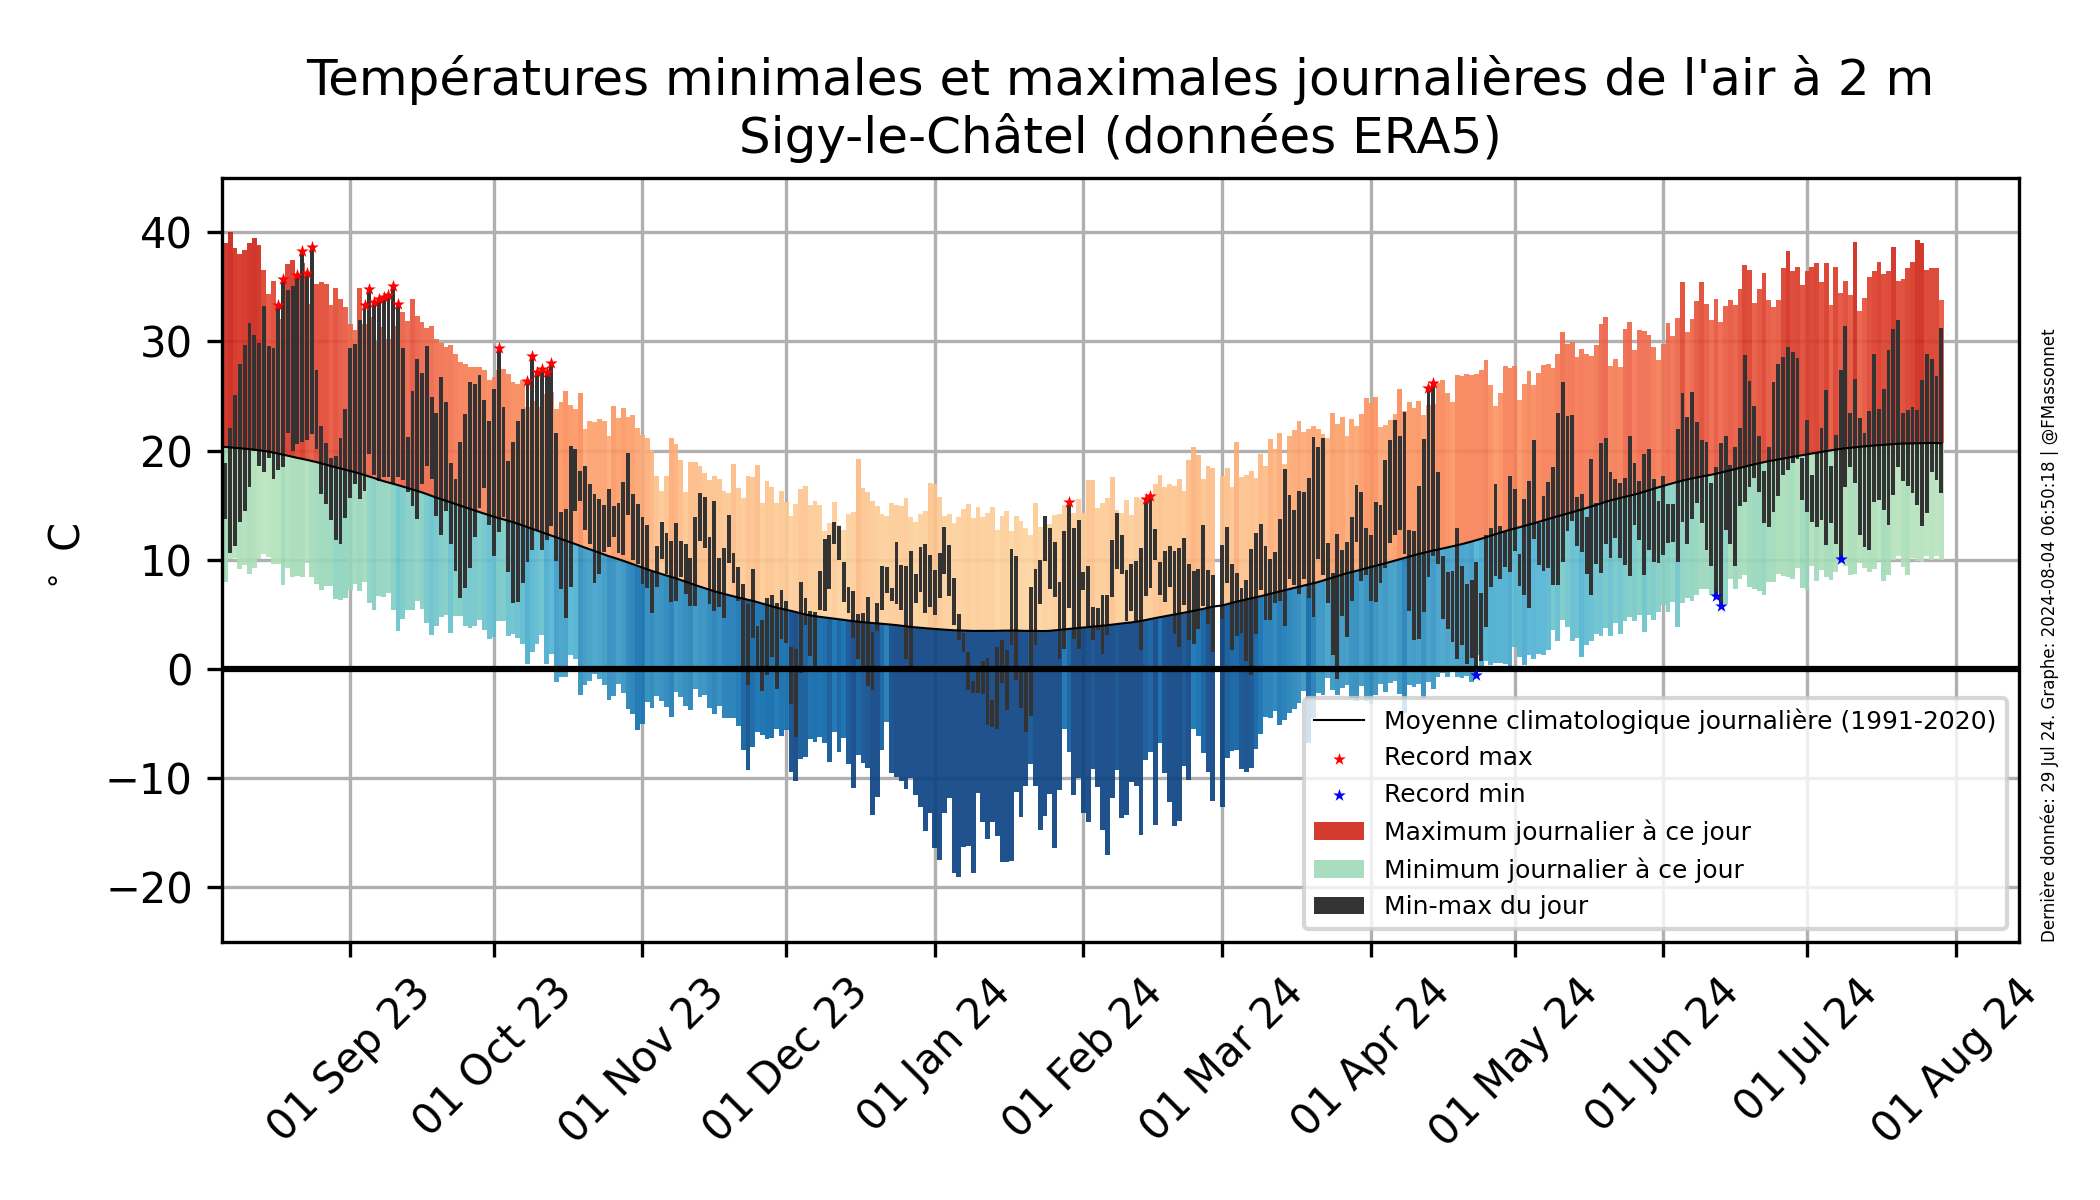 Températures minimales et maximales journalières de l'air à 2 m
Sigy-le-Châtel (données ERA5)
° C
40
30
20
10
0
−10
−20
01 Sep 23
01 Oct 23
01 Nov 23
01 Dec 23
01 Jan 24
01 Feb 24
01 Mar 24
01 Apr 24
01 May 24
01 Jun 24
01 Jul 24
01 Aug 24
Moyenne climatologique journalière (1991-2020)
Record max
Record min
Maximum journalier à ce jour
Minimum journalier à ce jour
Min-max du jour
Dernière donnée: 29 Jul 24. Graphe: 2024-08-04 06:50:18 | @FMassonnet